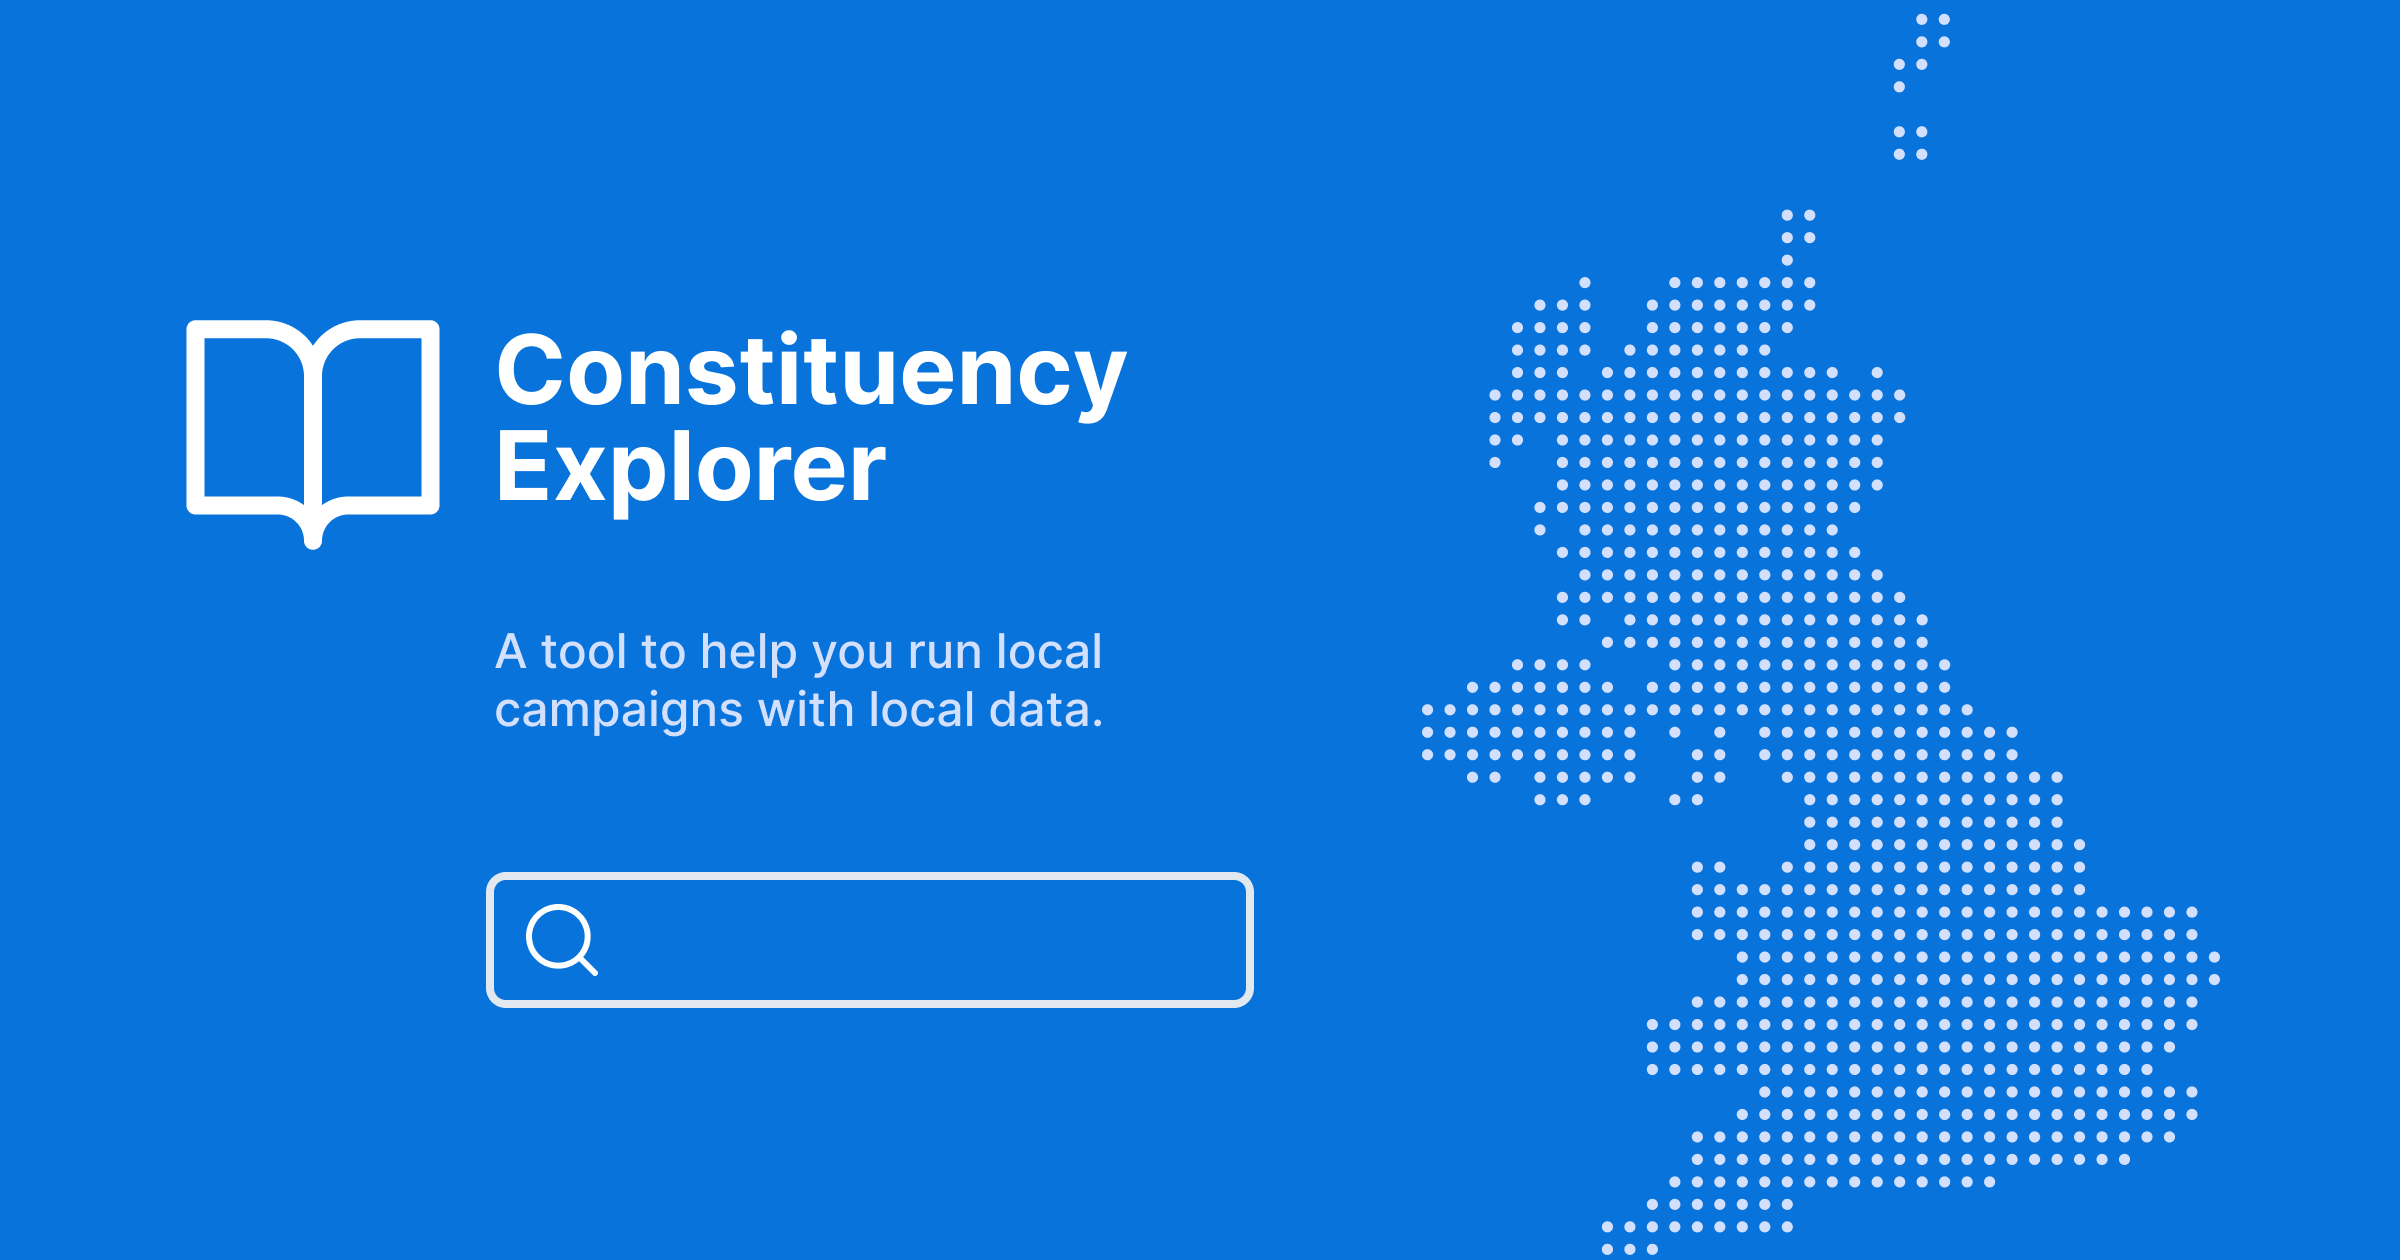 Constituency
Explorer
A tool to help you run local
campaigns with local data.